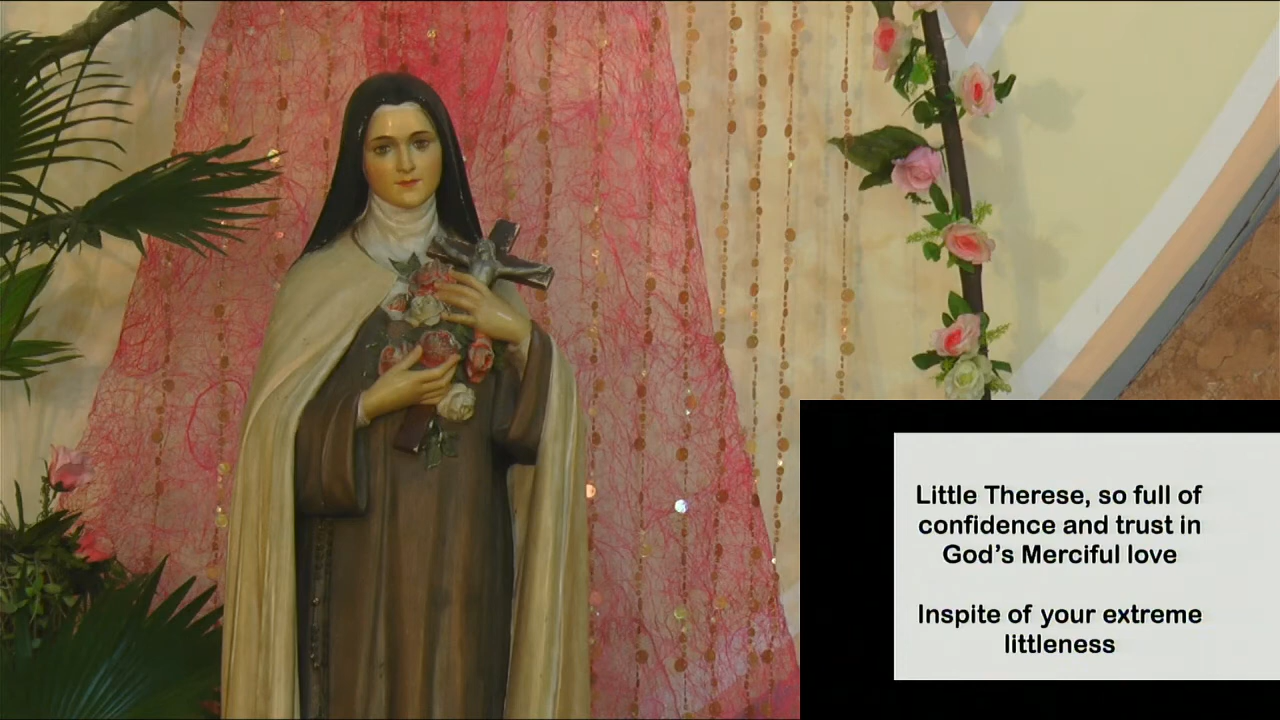 Little Therese, so full of
confidence and trust in
God's Merciful love
Inspite of your extreme
littleness